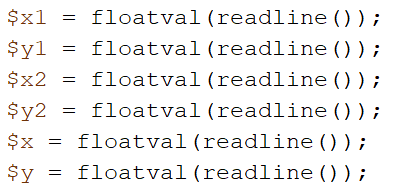 $x1 = floatval(readline());
$y1 = floatval(readline());
$x2 = floatval(readline());
$y2 = floatval(readline());
$x = floatval(readline());
$y = floatval(readline());